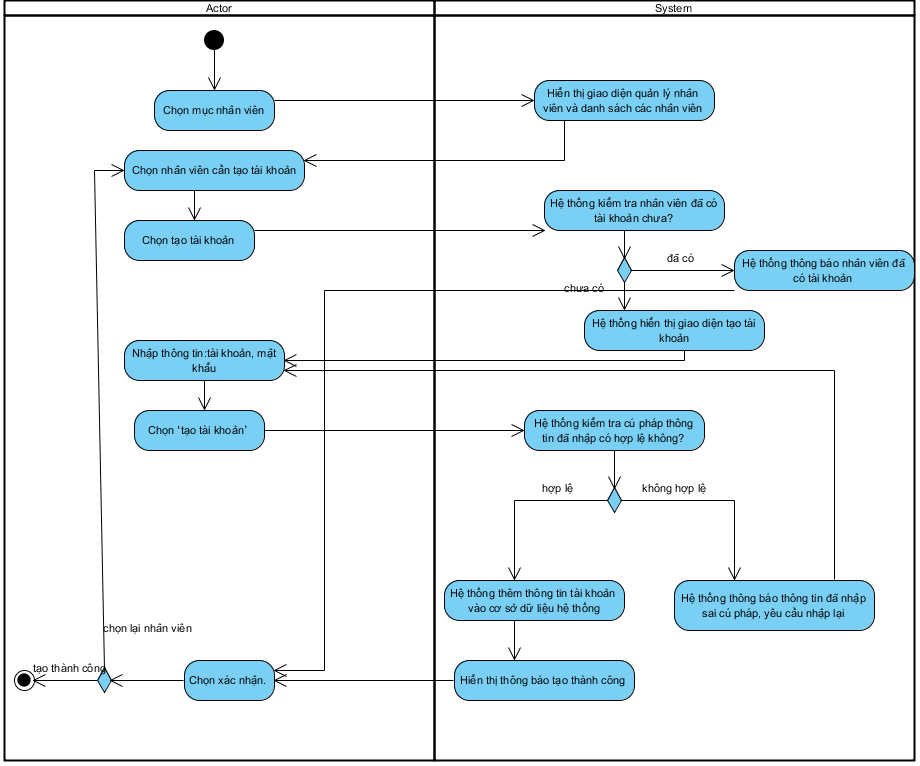 Actor
System
Chọn mục nhân viên
Hiển thị giao diện quản lý nhân
viên và danh sách các nhân viên
Chọn nhân viên cần tạo tài khoản
Hệ thống kiểm tra nhân viên đã có
tài khoản chưa?
Chọn tạo tài khoản
đã có
Hệ thống thông báo nhân viên đã
có tài khoản
chưa có
Hệ thống hiển thị giao diện tạo tài
khoản
Nhập thông tin:tài khoản, mật
khẩu
Chọn ‘tạo tài khoản’
Hệ thống kiểm tra cú pháp thông
tin đã nhập có hợp lệ không?
hợp lệ
không hợp lệ
Hệ thống thêm thông tin tài khoản
vào cơ sở dữ liệu hệ thống
Hệ thống thông báo thông tin đã nhập
sai cú pháp, yêu cầu nhập lại
chọn lại nhân viên
tạo thành công
Chọn xác nhận.
Hiển thị thông báo tạo thành công